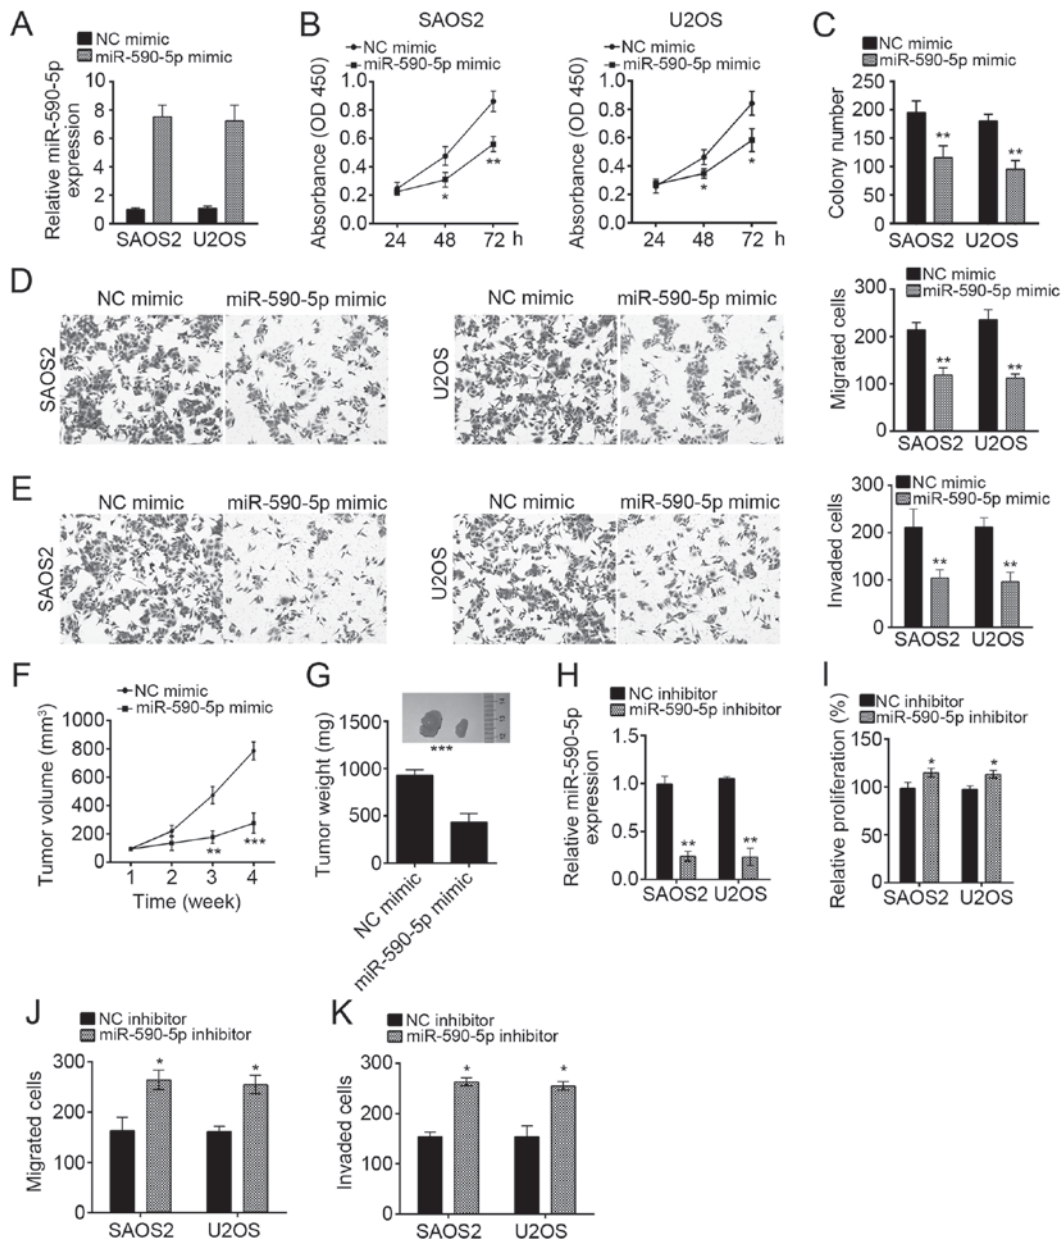 A
NC mimic
miR-590-5p mimic
Relative miR-590-5p
expression
8
6
4
2
0
SAOS2 U2OS
B
SAOS2
NC mimic
miR-590-5p mimic
Absorbance (OD 450)
1.0
0.8
0.6
0.4
0.2
0.0
*
**
24 48 72 h
U2OS
NC mimic
miR-590-5p mimic
Absorbance (OD 450)
1.0
0.8
0.6
0.4
0.2
0.0
*
*
24 48 72 h
C
NC mimic
miR-590-5p mimic
Colony number
250
200
150
100
50
0
**
**
SAOS2 U2OS
D
NC mimic miR-590-5p mimic
SAOS2
NC mimic miR-590-5p mimic
U2OS
NC mimic
miR-590-5p mimic
Migrated cells
300
200
100
0
**
**
SAOS2 U2OS
E
NC mimic miR-590-5p mimic
SAOS2
NC mimic miR-590-5p mimic
U2OS
NC mimic
miR-590-5p mimic
Invaded cells
300
200
100
0
**
**
SAOS2 U2OS
F
NC mimic
miR-590-5p mimic
Tumor volume (mm³)
1000
800
600
400
200
0
**
***
1 2 3 4
Time (week)
G
Tumor weight (mg)
1500
1000
500
0
***
NC mimic
miR-590-5p mimic
H
NC inhibitor
miR-590-5p inhibitor
Relative miR-590-5p
expression
1.5
1.0
0.5
0.0
**
**
SAOS2 U2OS
I
NC inhibitor
miR-590-5p inhibitor
Relative proliferation (%)
150
100
50
0
*
*
SAOS2 U2OS
J
NC inhibitor
miR-590-5p inhibitor
Migrated cells
300
200
100
0
*
*
SAOS2 U2OS
K
NC inhibitor
miR-590-5p inhibitor
Invaded cells
300
200
100
0
*
*
SAOS2 U2OS